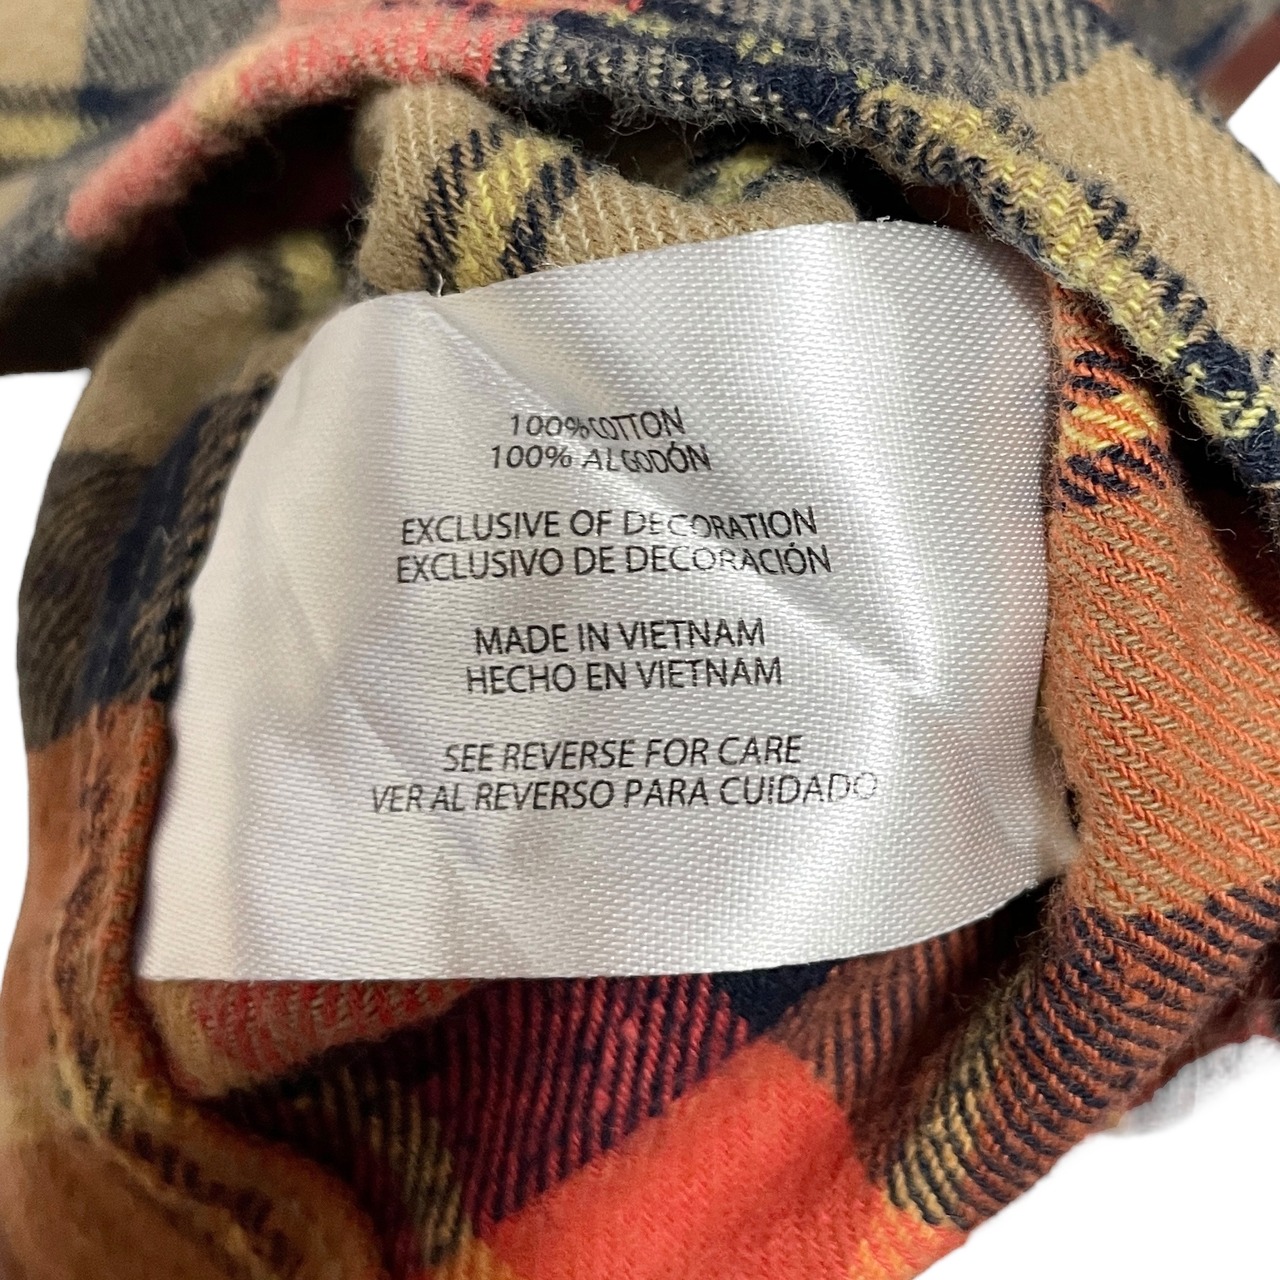 100% COTTON
100% ALGODÓN
EXCLUSIVE OF DECORATION
EXCLUSIVO DE DECORACIÓN
MADE IN VIETNAM
HECHO EN VIETNAM
SEE REVERSE FOR CARE
VER AL REVERSO PARA CUIDADO